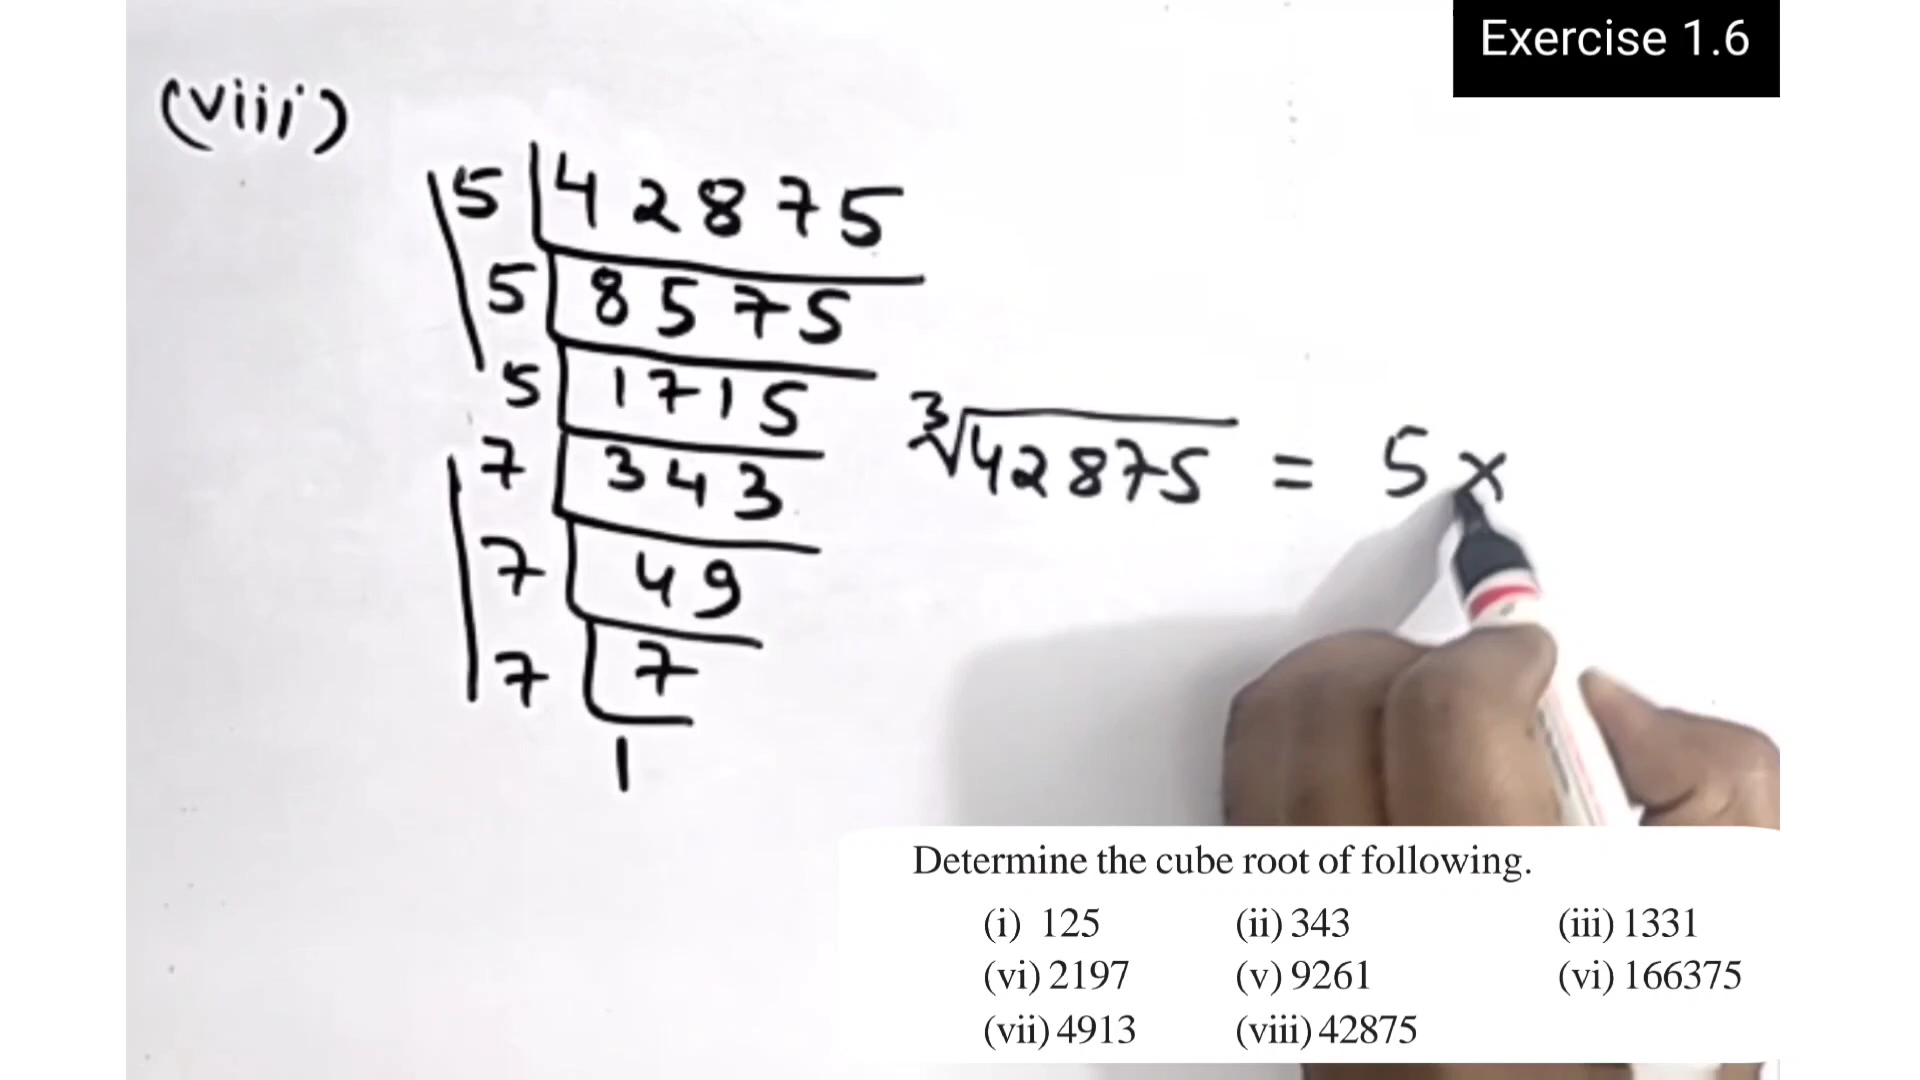 Exercise 1.6
(viii)
5 42875
5 8575
5 1715
7 343
7 49
7 7
1
∛42875 = 5 x
Determine the cube root of following.
(i) 125 (ii) 343 (iii) 1331
(vi) 2197 (v) 9261 (vi) 166375
(vii) 4913 (viii) 42875